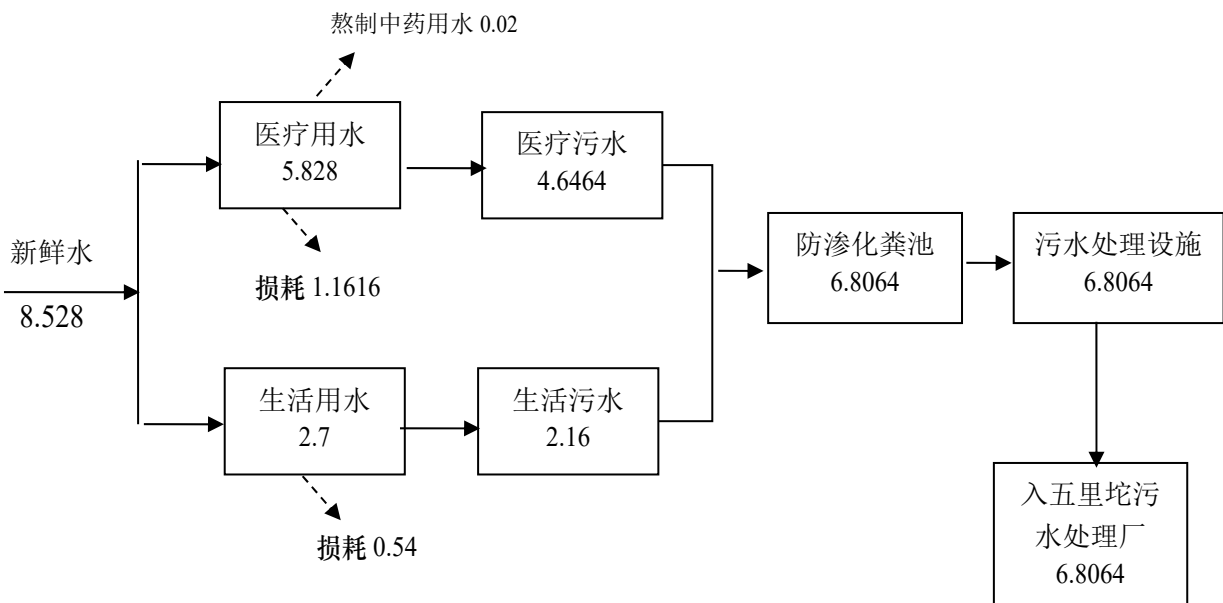 熬制中药用水 0.02
医疗用水
5.828
医疗污水
4.6464
新鲜水
8.528
损耗 1.1616
防渗化粪池
6.8064
污水处理设施
6.8064
生活用水
2.7
生活污水
2.16
损耗 0.54
入五里坨污
水处理厂
6.8064